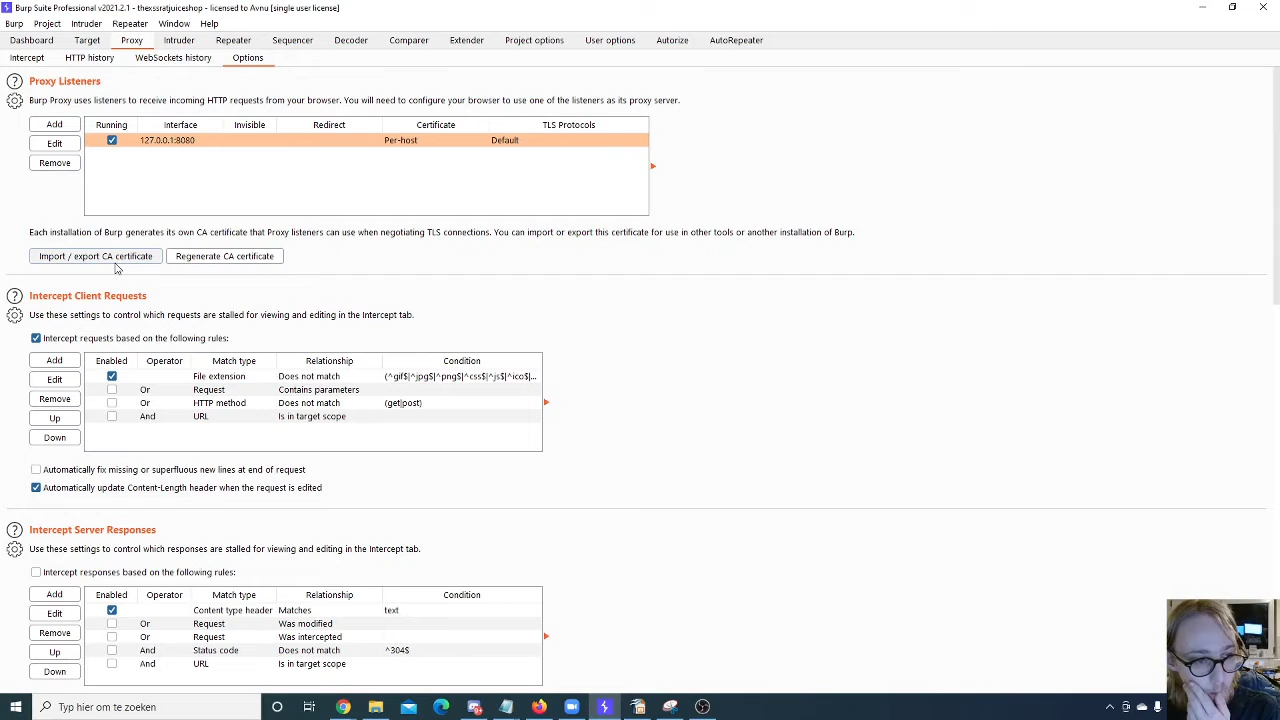 Burp Suite Professional v2021.2.1 - thexssratjuiceshop - licensed to Avnu [single user license]
Burp Project Intruder Repeater Window Help
Dashboard Target Proxy Intruder Repeater Sequencer Decoder Comparer Extender Project options User options Autorize AutoRepeater
Intercept HTTP history WebSockets history Options
? Proxy Listeners
Burp Proxy uses listeners to receive incoming HTTP requests from your browser. You will need to configure your browser to use one of the listeners as its proxy server.
Add Running Interface Invisible Redirect Certificate TLS Protocols
Edit 127.0.0.1:8080 Per-host Default
Remove
Each installation of Burp generates its own CA certificate that Proxy listeners can use when negotiating TLS connections. You can import or export this certificate for use in other tools or another installation of Burp.
Import / export CA certificate Regenerate CA certificate
? Intercept Client Requests
Use these settings to control which requests are stalled for viewing and editing in the Intercept tab.
Intercept requests based on the following rules:
Add Enabled Operator Match type Relationship Condition
Edit File extension Does not match (^gif$|^jpg$|^png$|^css$|^js$|^ico$|...
Or Request Contains parameters
Remove Or HTTP method Does not match (get|post)
Up And URL Is in target scope
Down
Automatically fix missing or superfluous new lines at end of request
Automatically update Content-Length header when the request is edited
? Intercept Server Responses
Use these settings to control which responses are stalled for viewing and editing in the Intercept tab.
Intercept responses based on the following rules:
Add Enabled Operator Match type Relationship Condition
Edit Content type header Matches text
Or Request Was modified
Remove Or Request Was intercepted
Up And Status code Does not match ^304$
Down And URL Is in target scope
Typ hier om te zoeken